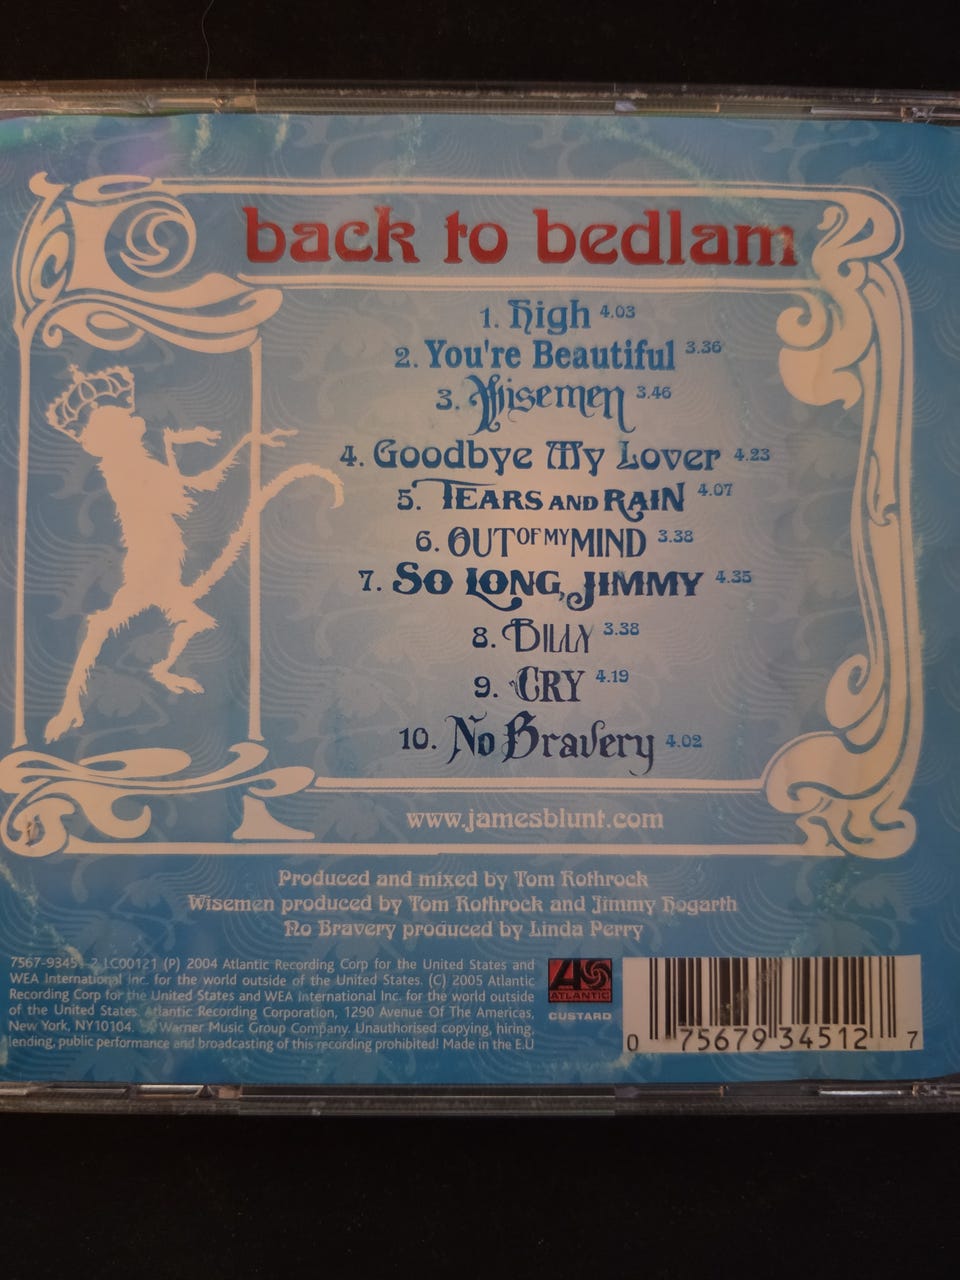 back to bedlam
1. High 4.03
2. You're Beautiful 3.36
3. Wisemen 3.46
4. Goodbye My Lover 4.23
5. TEARS AND RAIN 4.07
6. OUT OF MY MIND 3.38
7. SO LONG, JIMMY 4.35
8. BILLY 3.38
9. CRY 4.19
10. No Bravery 4.02
www.jamesblunt.com
Produced and mixed by Tom Rothrock
Wisemen produced by Tom Rothrock and Jimmy Hogarth
No Bravery produced by Linda Perry
7567-93451-2 LC00121 (P) 2004 Atlantic Recording Corp for the United States and
WEA International Inc. for the world outside of the United States. (C) 2005 Atlantic
Recording Corp for the United States and WEA International Inc. for the world outside
of the United States. Atlantic Recording Corporation, 1290 Avenue Of The Americas,
New York, NY10104. Warner Music Group Company. Unauthorised copying, hiring,
lending, public performance and broadcasting of this recording prohibited! Made in the E.U
ATLANTIC
CUSTARD
0 75679 34512 7